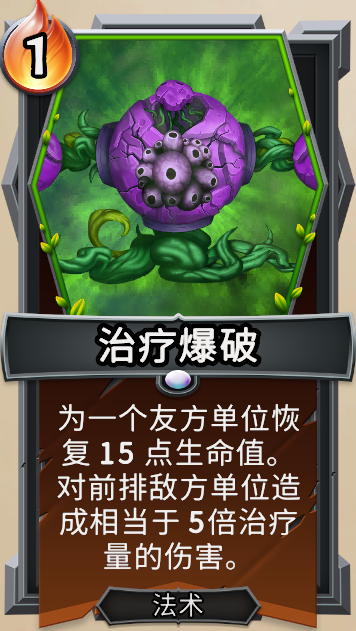 1
治疗爆破
为一个友方单位恢
复 15 点生命值。
对前排敌方单位造
成相当于 5倍治疗
量的伤害。
法术